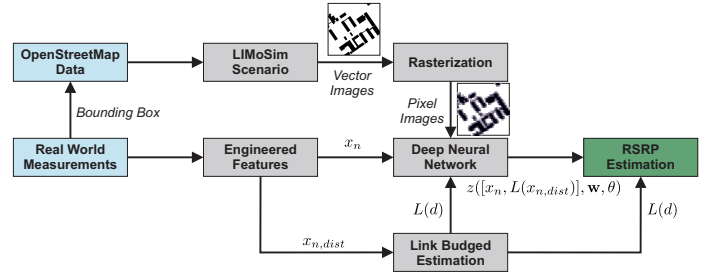 OpenStreetMap
Data
LIMoSim
Scenario
Vector
Images
Rasterization
Bounding Box
Pixel
Images
Real World
Measurements
Engineered
Features
x_n
Deep Neural
Network
RSRP
Estimation
z([x_n, L(x_{n,dist})], w, θ)
L(d)
L(d)
x_{n,dist}
Link Budged
Estimation